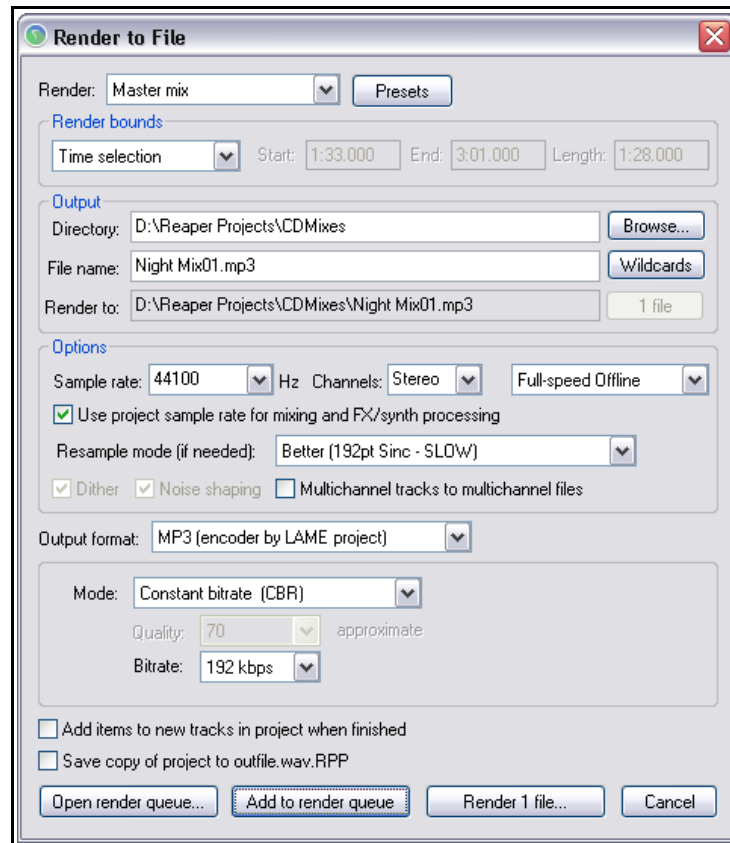 Render to File
Render: Master mix Presets
Render bounds
Time selection Start: 1:33.000 End: 3:01.000 Length: 1:28.000
Output
Directory: D:\Reaper Projects\CDMixes Browse...
File name: Night Mix01.mp3 Wildcards
Render to: D:\Reaper Projects\CDMixes\Night Mix01.mp3 1 file
Options
Sample rate: 44100 Hz Channels: Stereo Full-speed Offline
Use project sample rate for mixing and FX/synth processing
Resample mode (if needed): Better (192pt Sinc - SLOW)
Dither Noise shaping Multichannel tracks to multichannel files
Output format: MP3 (encoder by LAME project)
Mode: Constant bitrate (CBR)
Quality: 70 approximate
Bitrate: 192 kbps
Add items to new tracks in project when finished
Save copy of project to outfile.wav.RPP
Open render queue... Add to render queue Render 1 file... Cancel